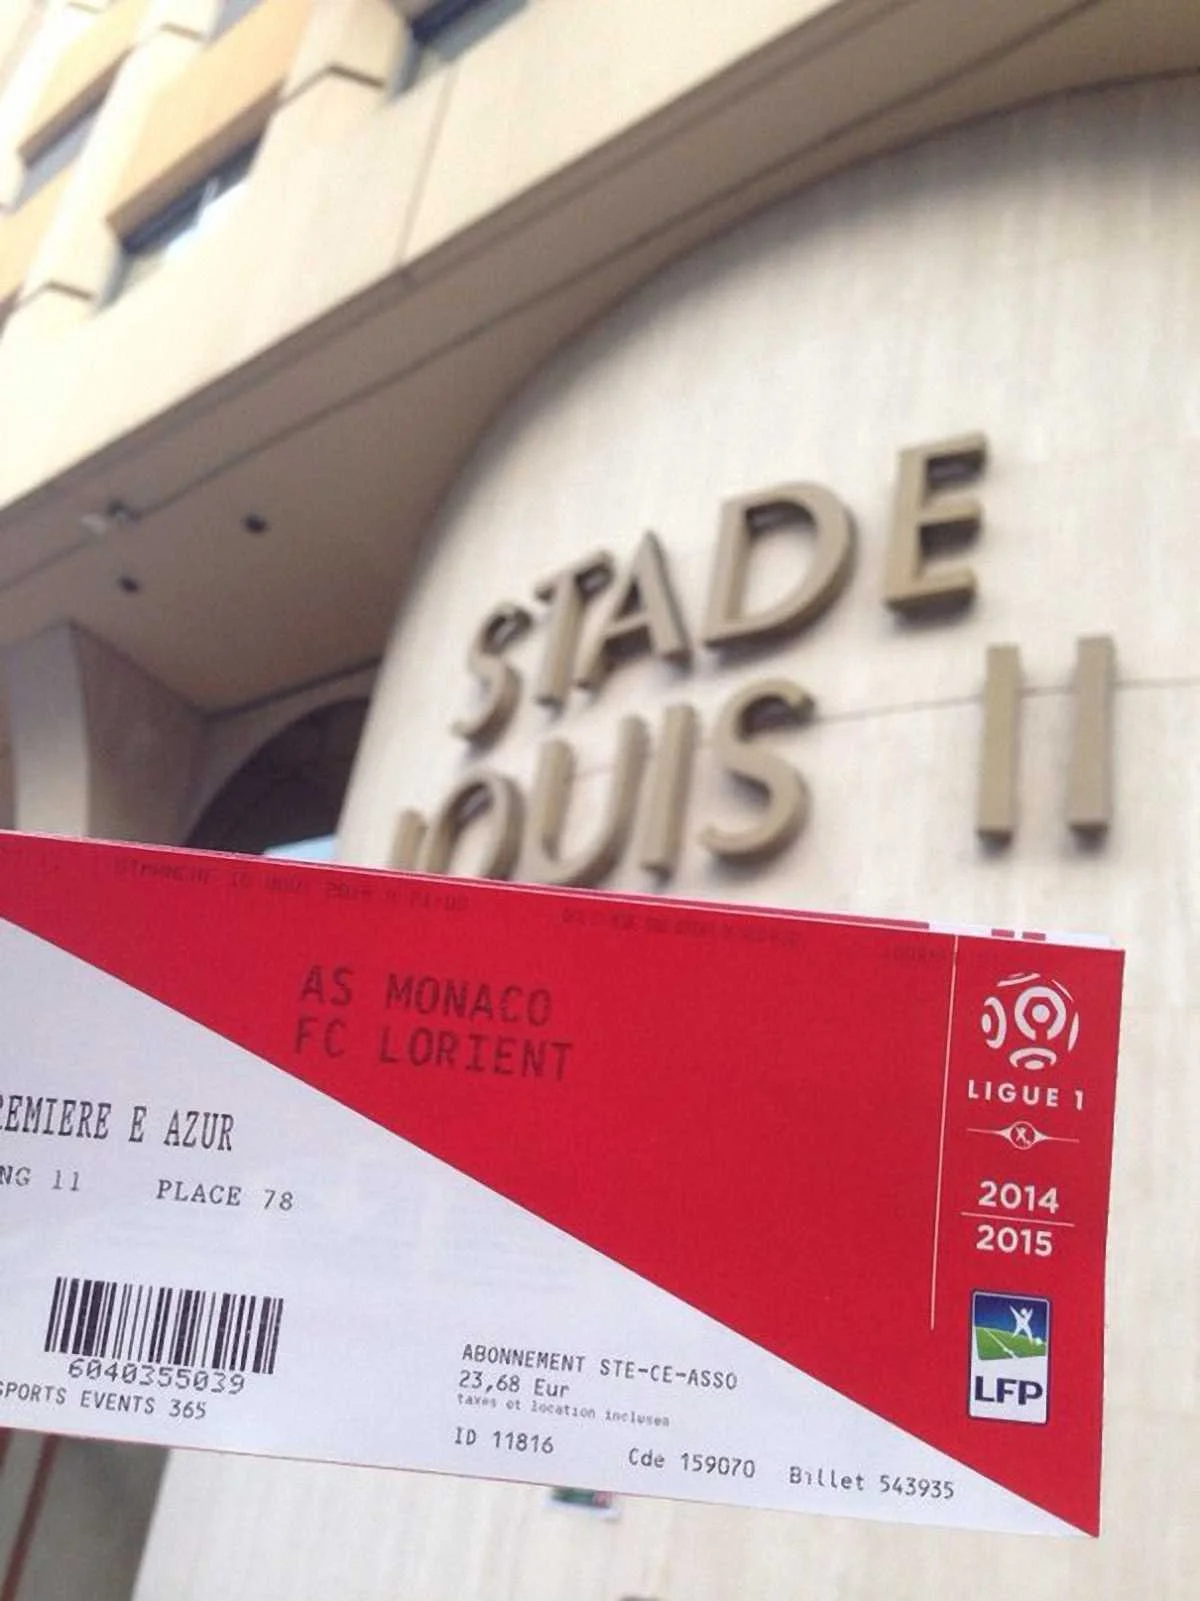 STADE
LOUIS II
AS MONACO
FC LORIENT
LIGUE 1
2014
2015
LFP
REMIERE E AZUR
NG 11 PLACE 78
6040355039
SPORTS EVENTS 365
ABONNEMENT STE-CE-ASSO
23,68 Eur
taxes et location incluses
ID 11816 Cde 159070 Billet 543935